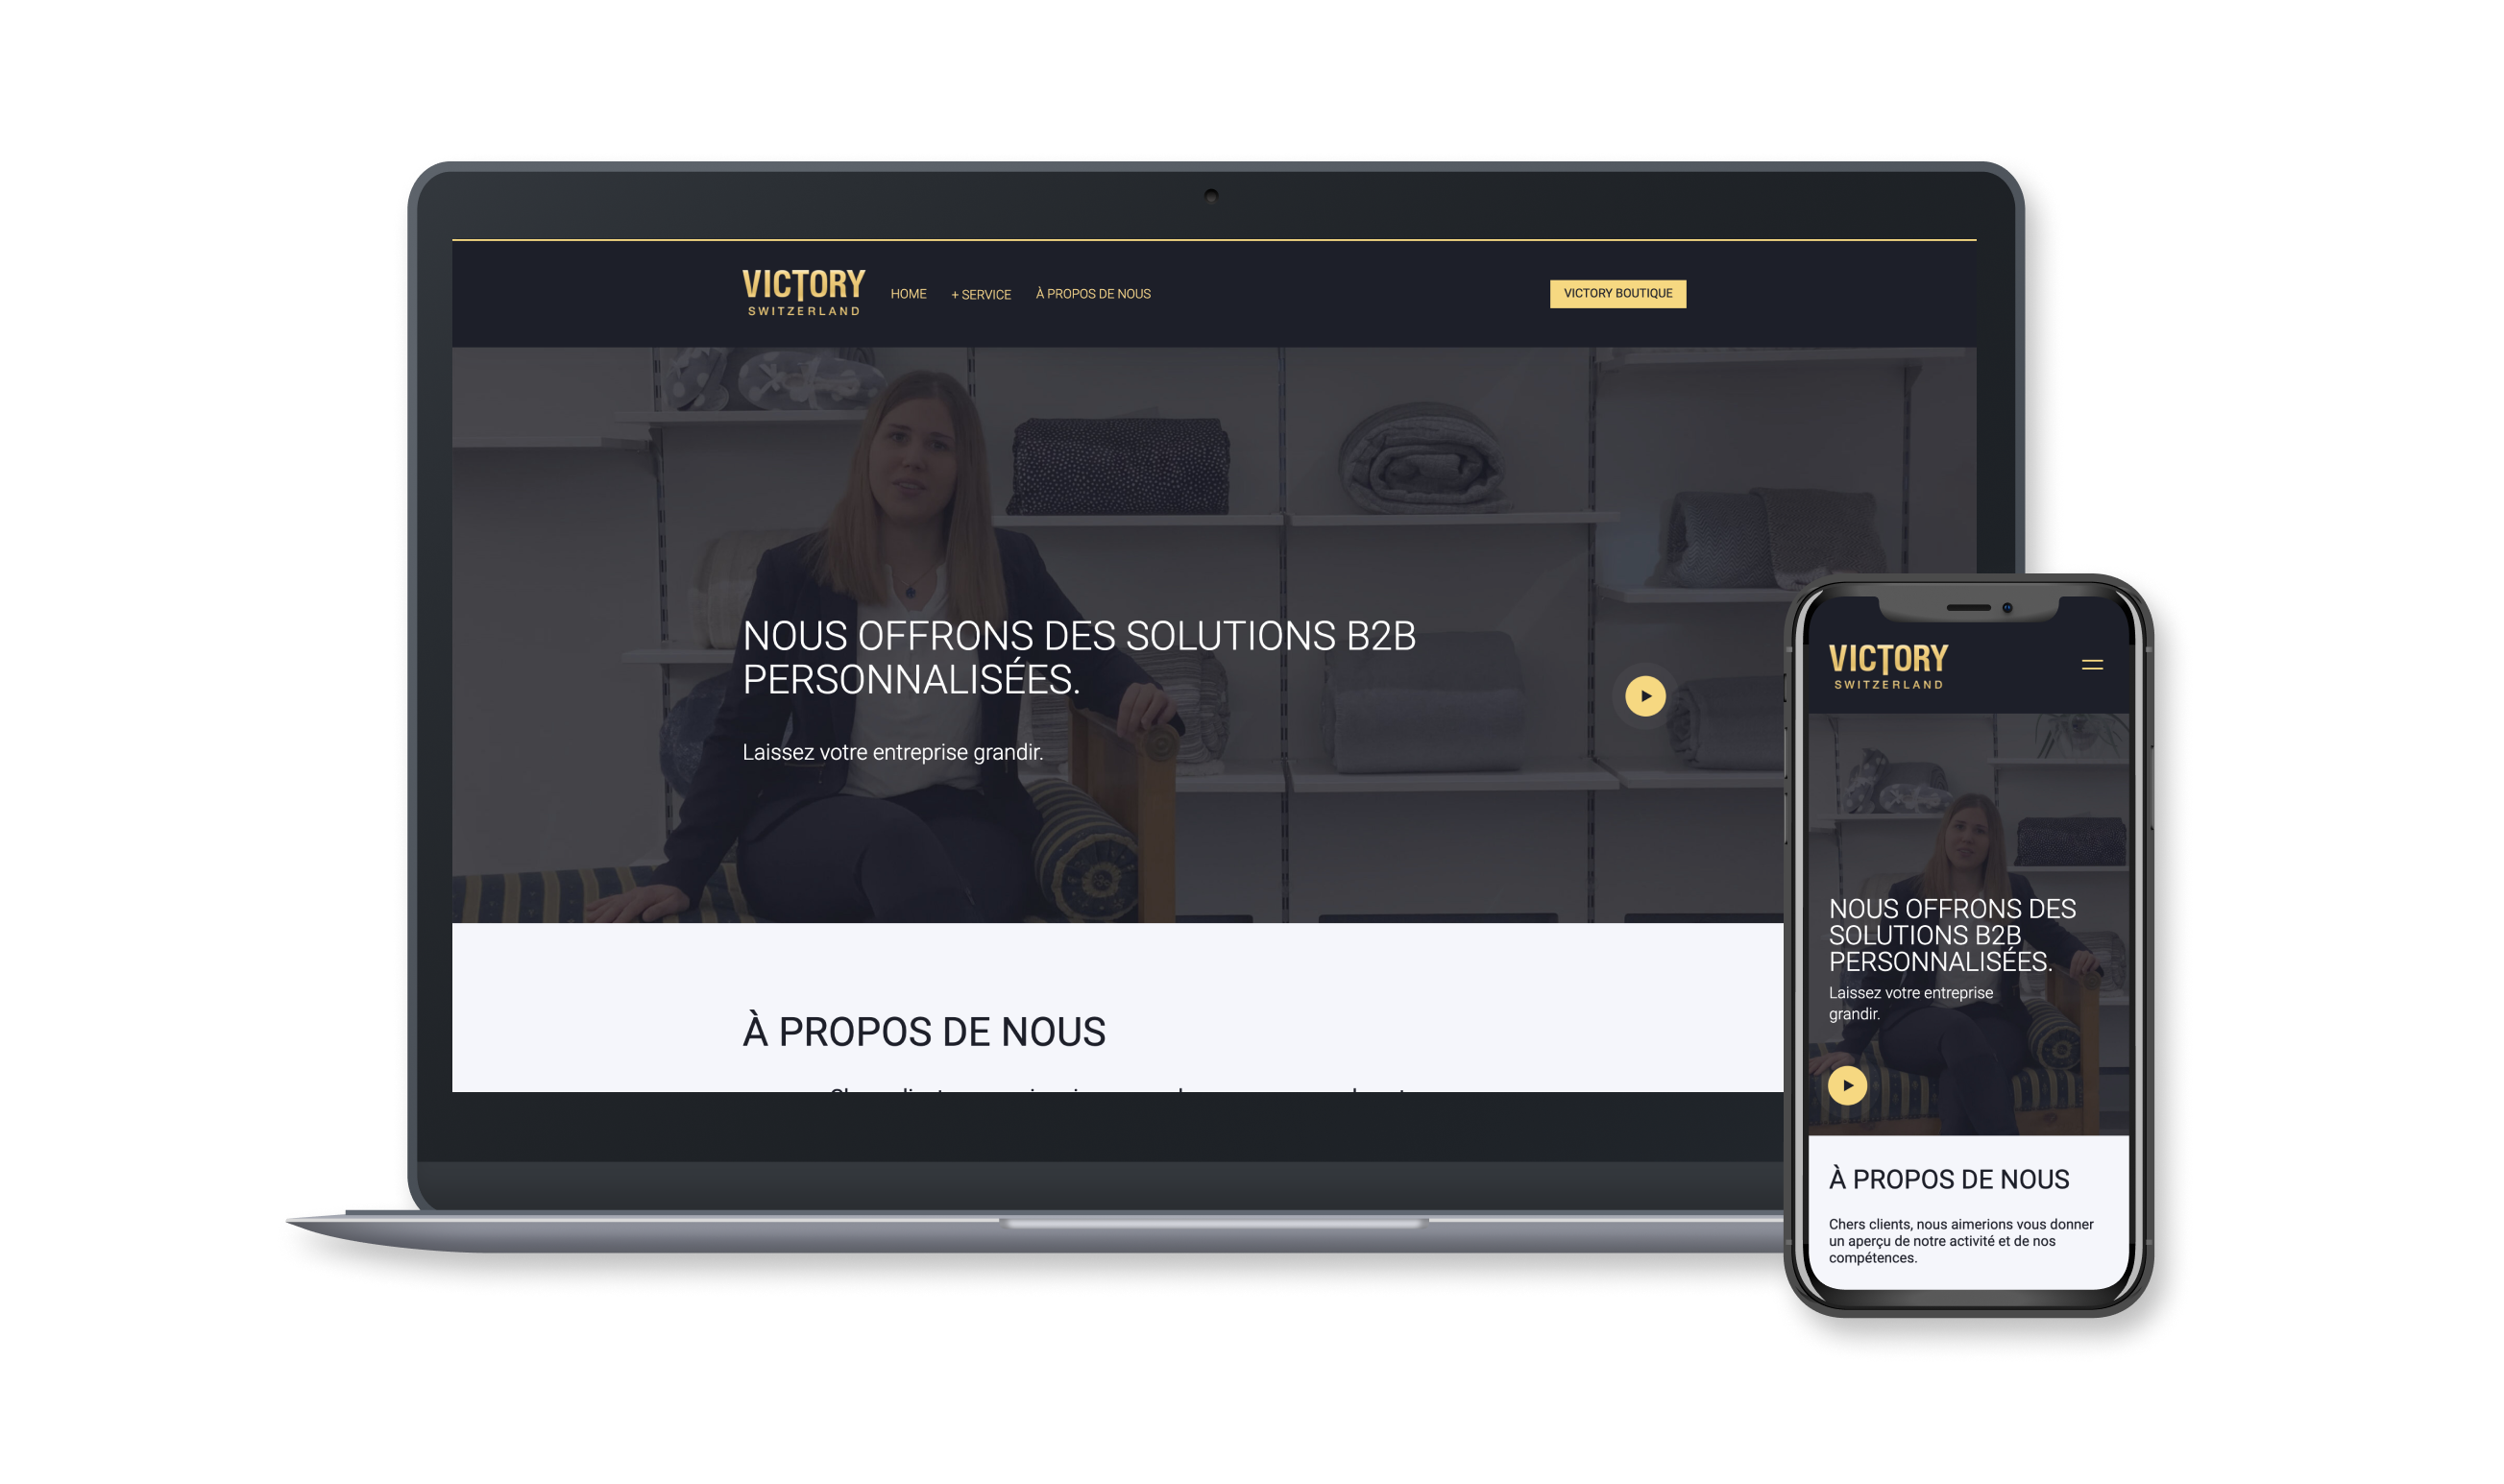 VICTORY
SWITZERLAND
HOME
+ SERVICE
À PROPOS DE NOUS
VICTORY BOUTIQUE
NOUS OFFRONS DES SOLUTIONS B2B
PERSONNALISÉES.
Laissez votre entreprise grandir.
À PROPOS DE NOUS
VICTORY
SWITZERLAND
NOUS OFFRONS DES
SOLUTIONS B2B
PERSONNALISÉES.
Laissez votre entreprise
grandir.
À PROPOS DE NOUS
Chers clients, nous aimerions vous donner
un aperçu de notre activité et de nos
compétences.